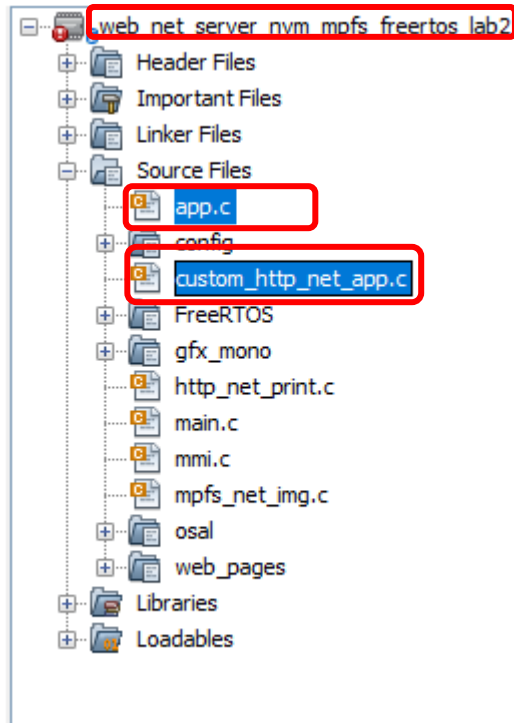 web_net_server_nvm_mpfs_freertos_lab2
Header Files
Important Files
Linker Files
Source Files
app.c
config
custom_http_net_app.c
FreeRTOS
gfx_mono
http_net_print.c
main.c
mmi.c
mpfs_net_img.c
osal
web_pages
Libraries
Loadables